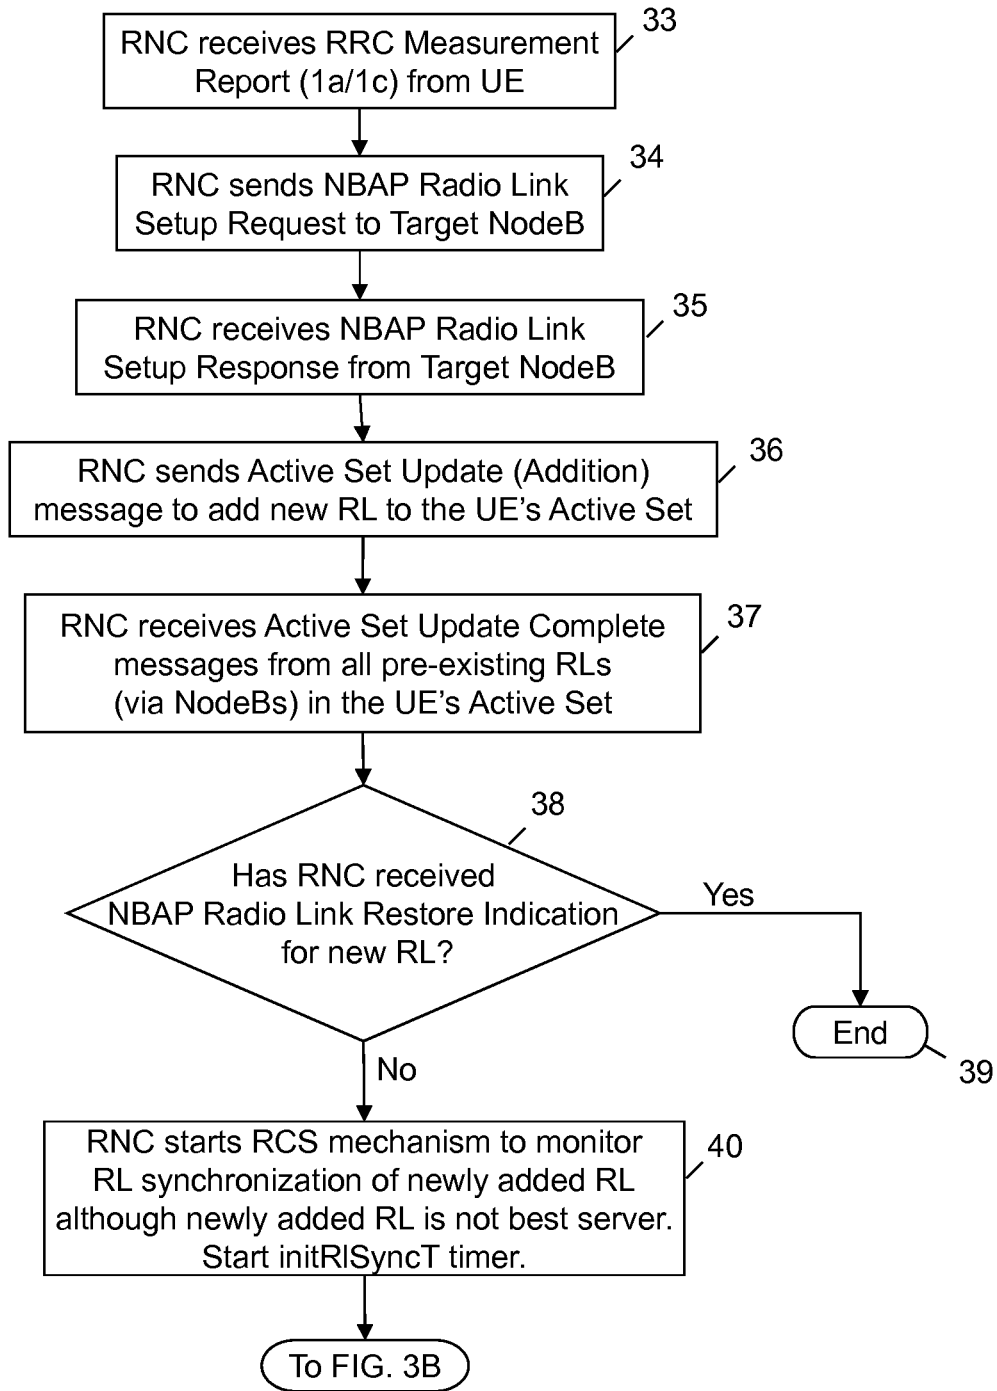 33
RNC receives RRC Measurement
Report (1a/1c) from UE
34
RNC sends NBAP Radio Link
Setup Request to Target NodeB
35
RNC receives NBAP Radio Link
Setup Response from Target NodeB
36
RNC sends Active Set Update (Addition)
message to add new RL to the UE’s Active Set
37
RNC receives Active Set Update Complete
messages from all pre-existing RLs
(via NodeBs) in the UE’s Active Set
38
Has RNC received
NBAP Radio Link Restore Indication
for new RL?
Yes
End
39
No
40
RNC starts RCS mechanism to monitor
RL synchronization of newly added RL
although newly added RL is not best server.
Start initRlSyncT timer.
To FIG. 3B